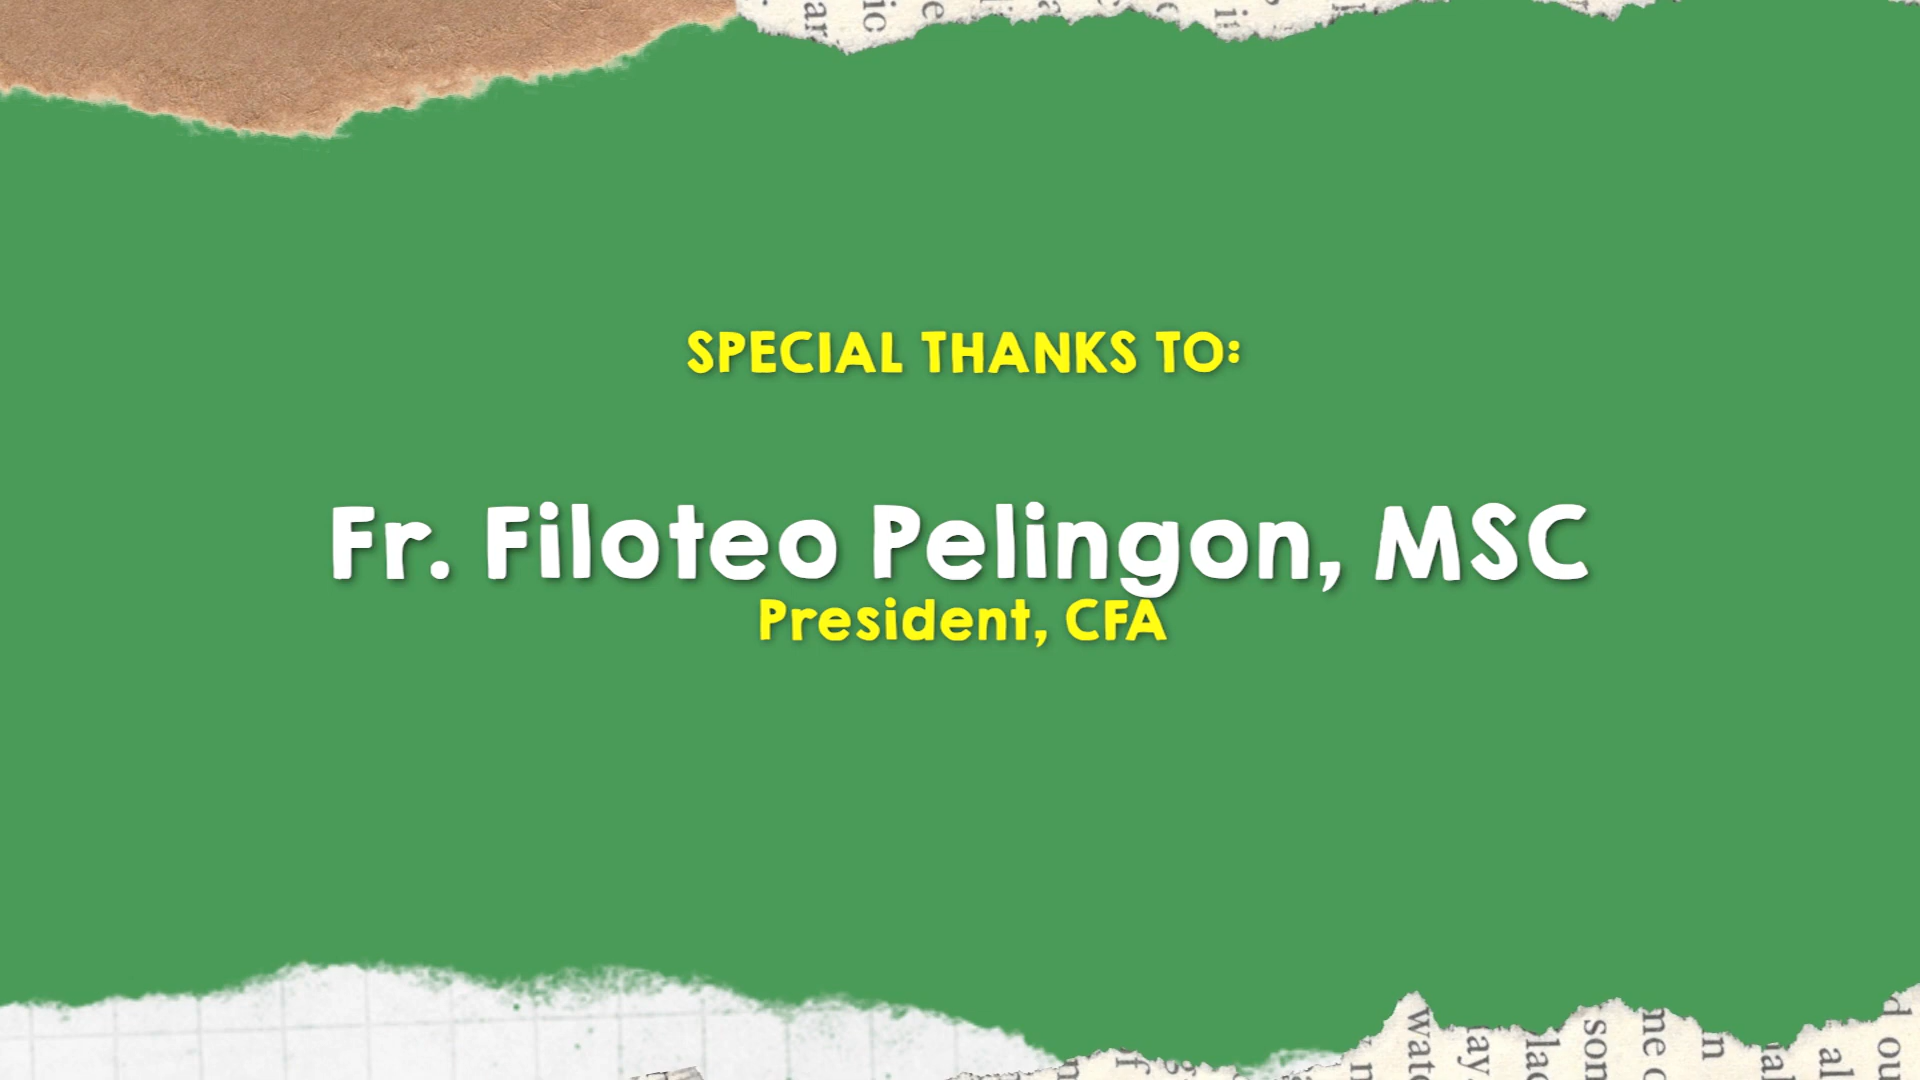 SPECIAL THANKS TO:
Fr. Filoteo Pelingon, MSC
President, CFA